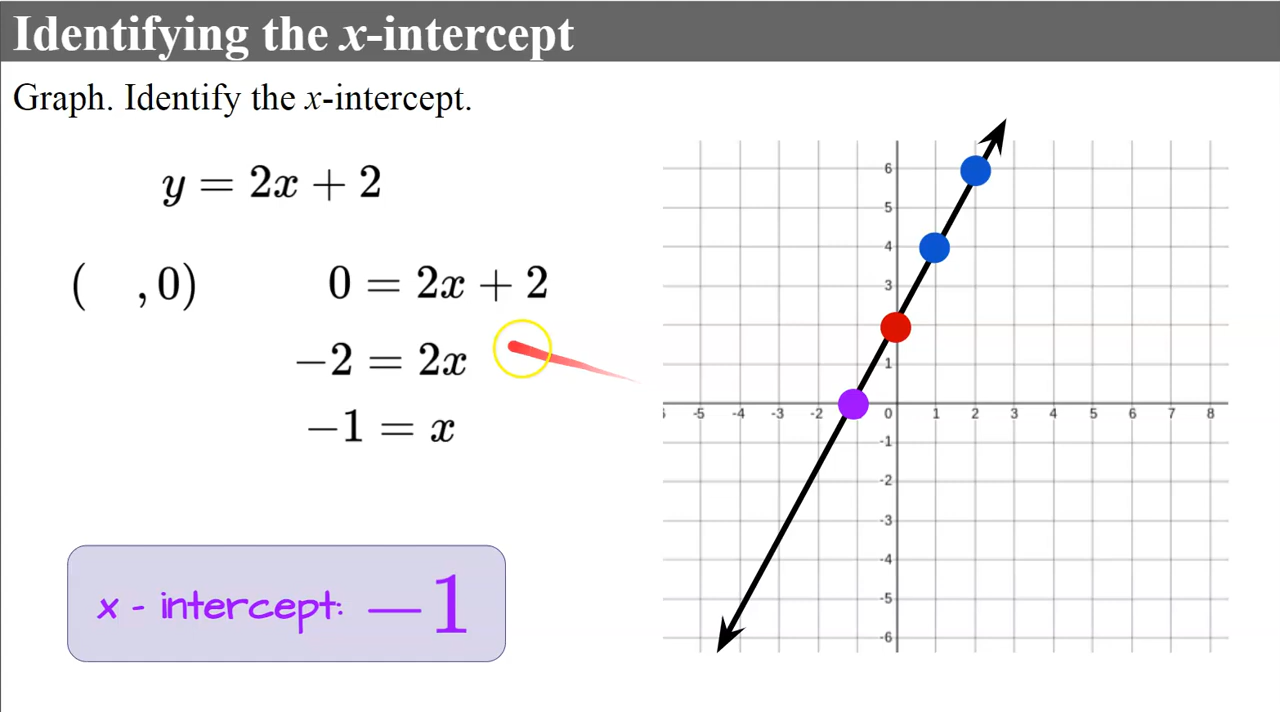 Identifying the x-intercept
Graph. Identify the x-intercept.
y = 2x + 2
( , 0)
0 = 2x + 2
−2 = 2x
−1 = x
x - intercept: −1
6
5
4
3
1
-5 -4 -3 -2 0 1 2 3 4 5 6 7 8
-1
-2
-3
-4
-5
-6